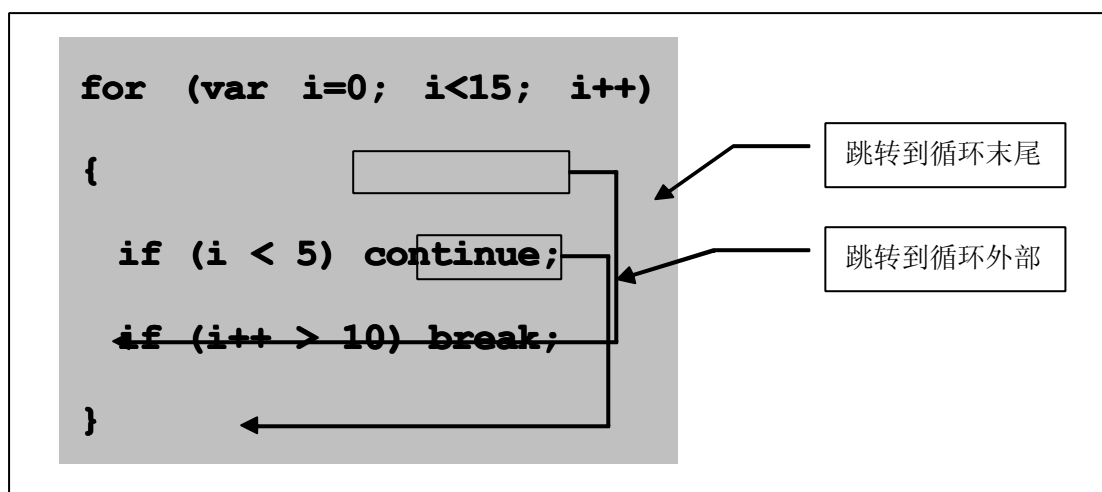 for (var i=0; i<15; i++)
{
if (i < 5) continue;
if (i++ > 10) break;
}
跳转到循环末尾
跳转到循环外部